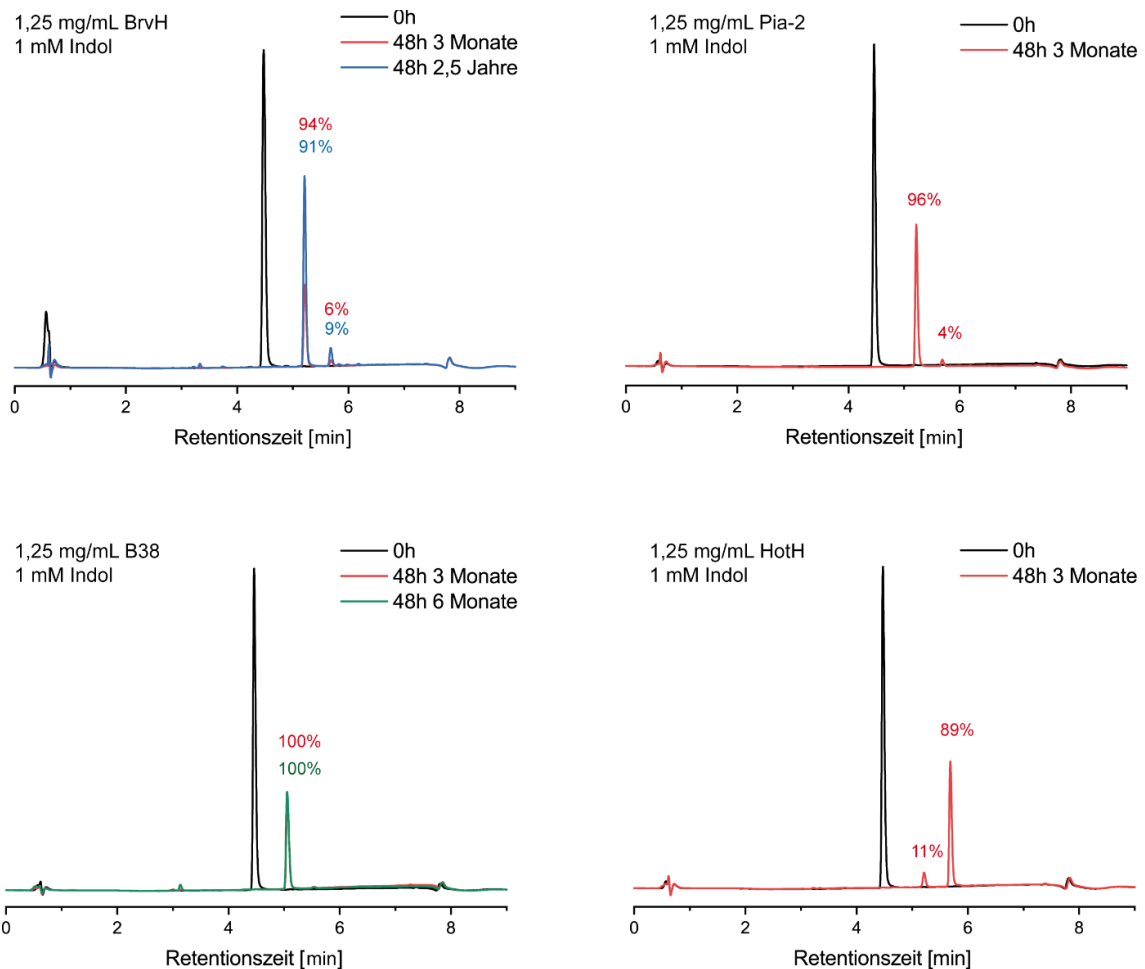 1,25 mg/mL BrvH
1 mM Indol
0h
48h 3 Monate
48h 2,5 Jahre
94%
91%
6%
9%
0
2
4
6
8
Retentionszeit [min]
1,25 mg/mL Pia-2
1 mM Indol
0h
48h 3 Monate
96%
4%
0
2
4
6
8
Retentionszeit [min]
1,25 mg/mL B38
1 mM Indol
0h
48h 3 Monate
48h 6 Monate
100%
100%
0
2
4
6
8
Retentionszeit [min]
1,25 mg/mL HotH
1 mM Indol
0h
48h 3 Monate
89%
11%
0
2
4
6
8
Retentionszeit [min]